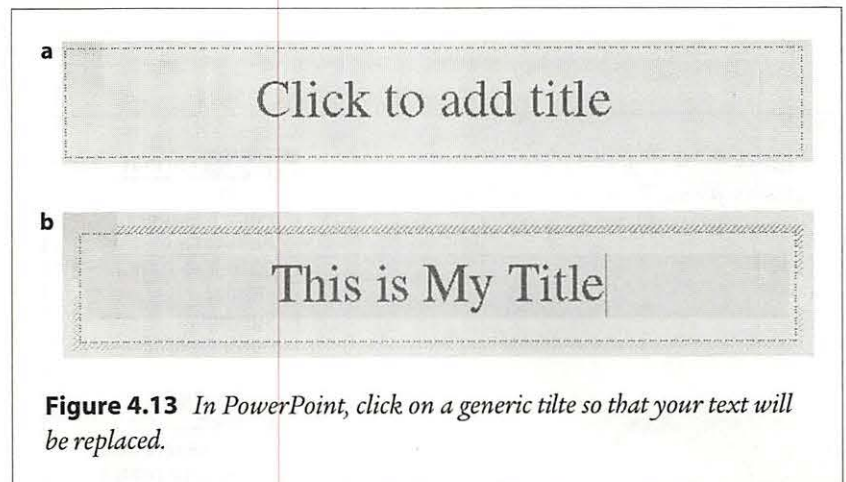 a
Click to add title
b
This is My Title
Figure 4.13 In PowerPoint, click on a generic tilte so that your text will
be replaced.